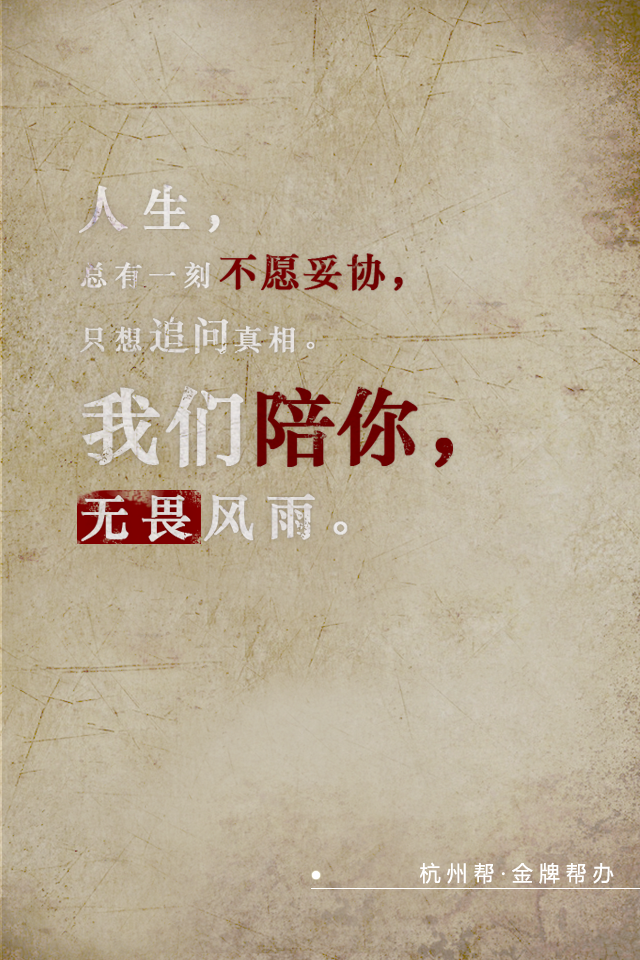 人生，
总有一刻不愿妥协，
只想追问真相。
我们陪你，
无畏风雨。
杭州帮·金牌帮办